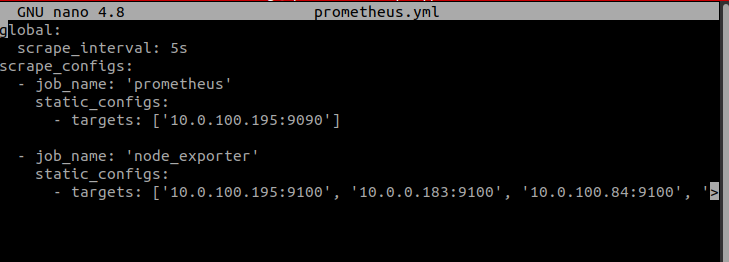 GNU nano 4.8 prometheus.yml
global:
  scrape_interval: 5s
scrape_configs:
  - job_name: 'prometheus'
    static_configs:
      - targets: ['10.0.100.195:9090']
  - job_name: 'node_exporter'
    static_configs:
      - targets: ['10.0.100.195:9100', '10.0.0.183:9100', '10.0.100.84:9100', '>